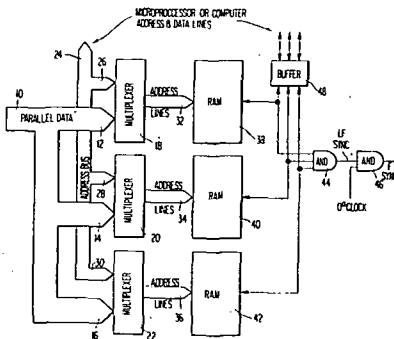 MICROPROCCESSOR OR COMPUTER
ADDRESS & DATA LINES
24
26
10
PARALLEL DATA
12
MULTIPLEXER
18
ADDRESS
LINES
32
RAM
38
BUFFER
48
ADDRESS BUS
28
14
MULTIPLEXER
20
ADDRESS
LINES
34
RAM
40
AND
44
LF
SYNC
AND
46
SYNC
0° CLOCK
30
16
MULTIPLEXER
22
ADDRESS
LINES
36
RAM
42